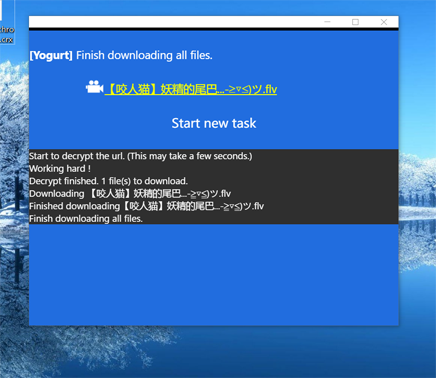 thro
.crx
[Yogurt] Finish downloading all files.
【咬人猫】妖精的尾巴...-≥▿≤)ツ.flv
Start new task
Start to decrypt the url. (This may take a few seconds.)
Working hard !
Decrypt finished. 1 file(s) to download.
Downloading 【咬人猫】妖精的尾巴...-≥▿≤)ツ.flv
Finished downloading【咬人猫】妖精的尾巴...-≥▿≤)ツ.flv
Finish downloading all files.